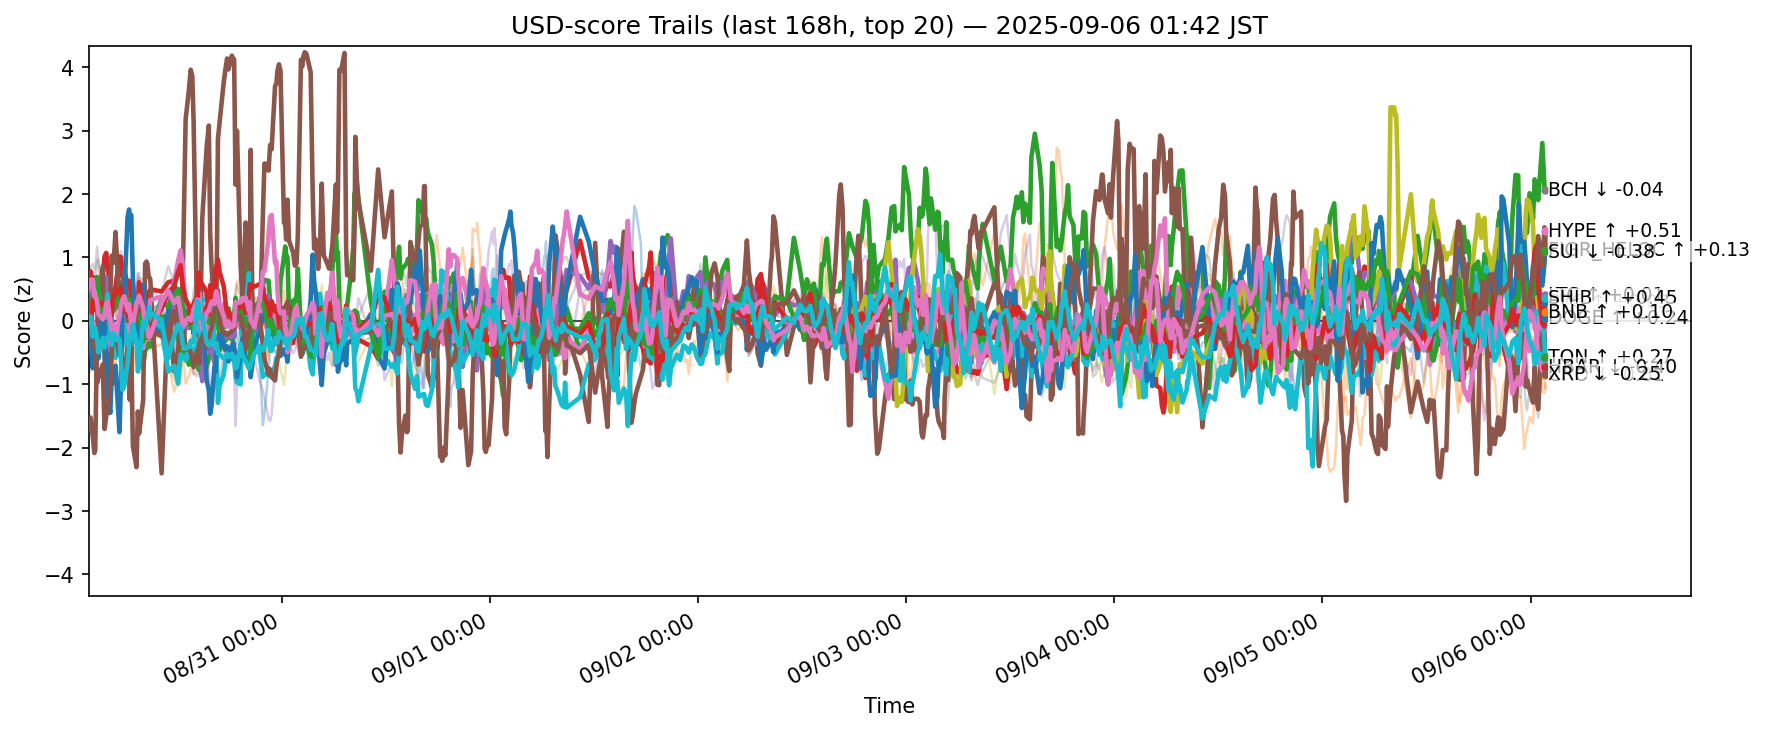 USD-score Trails (last 168h, top 20) — 2025-09-06 01:42 JST
Score (z)
4
3
2
1
0
−1
−2
−3
−4
BCH ↓ -0.04
HYPE ↑ +0.51
↑ +0.13
SUI ↓ -0.38
SHIB ↑ +0.45
BNB ↑ +0.10
DOGE ↑ +0.24
TON ↑ +0.27
XRP ↓ -0.25
08/31 00:00
09/01 00:00
09/02 00:00
09/03 00:00
09/04 00:00
09/05 00:00
09/06 00:00
Time